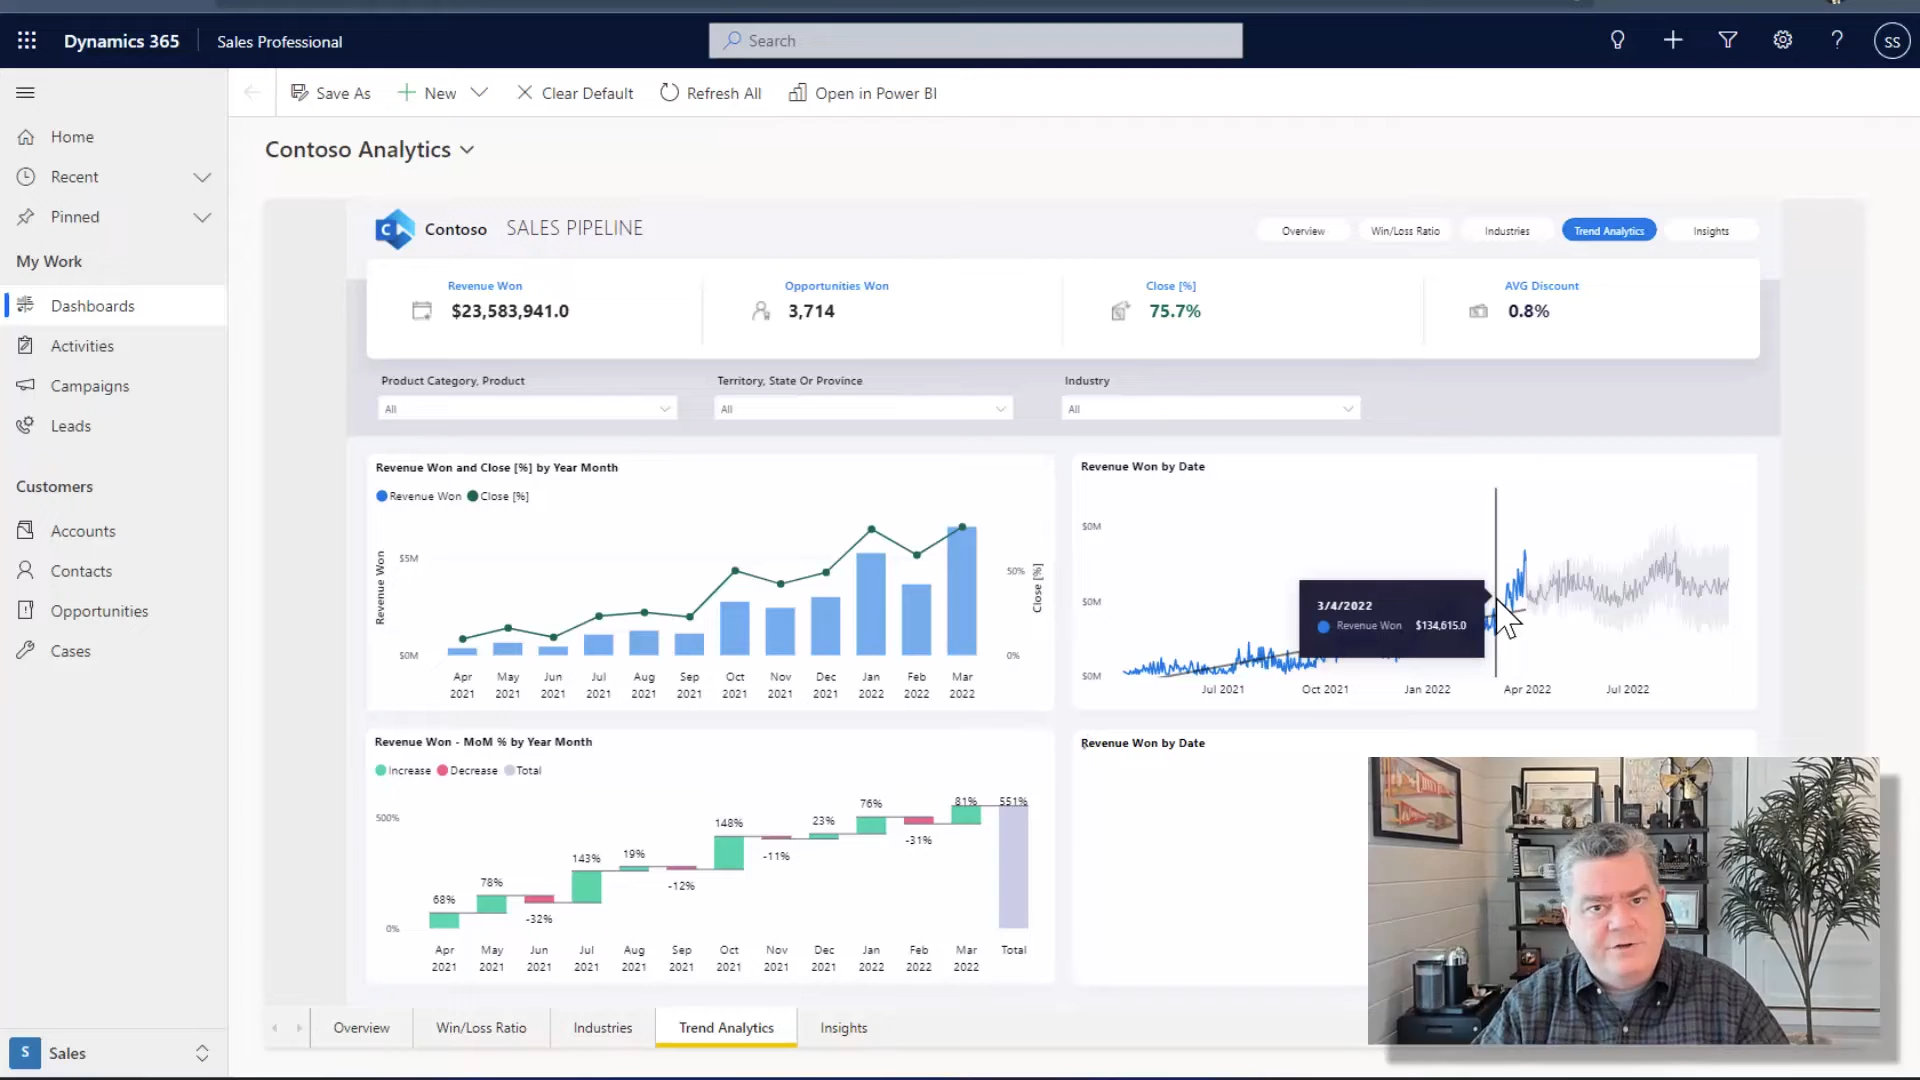 Dynamics 365
Sales Professional
Search
SS
Save As
New
Clear Default
Refresh All
Open in Power BI
Home
Recent
Pinned
My Work
Dashboards
Activities
Campaigns
Leads
Customers
Accounts
Contacts
Opportunities
Cases
S Sales
Contoso Analytics
C Contoso SALES PIPELINE
Overview Win/Loss Ratio Industries Trend Analytics Insights
Revenue Won
$23,583,941.0
Opportunities Won
3,714
Close [%]
75.7%
AVG Discount
0.8%
Product Category, Product
All
Territory, State Or Province
All
Industry
All
Revenue Won and Close [%] by Year Month
Revenue Won Close [%]
Revenue Won
$5M
$0M
50%
0%
Close [%]
Apr May Jun Jul Aug Sep Oct Nov Dec Jan Feb Mar
2021 2021 2021 2021 2021 2021 2021 2021 2021 2022 2022 2022
Revenue Won by Date
$0M
$0M
$0M
3/4/2022
Revenue Won $134,615.0
Jul 2021 Oct 2021 Jan 2022 Apr 2022 Jul 2022
Revenue Won - MoM % by Year Month
Increase Decrease Total
500%
0%
68% 78% -32% 143% 19% -12% 148% -11% 23% 76% -31% 81% 551%
Apr May Jun Jul Aug Sep Oct Nov Dec Jan Feb Mar Total
2021 2021 2021 2021 2021 2021 2021 2021 2021 2022 2022 2022
Revenue Won by Date
Overview Win/Loss Ratio Industries Trend Analytics Insights